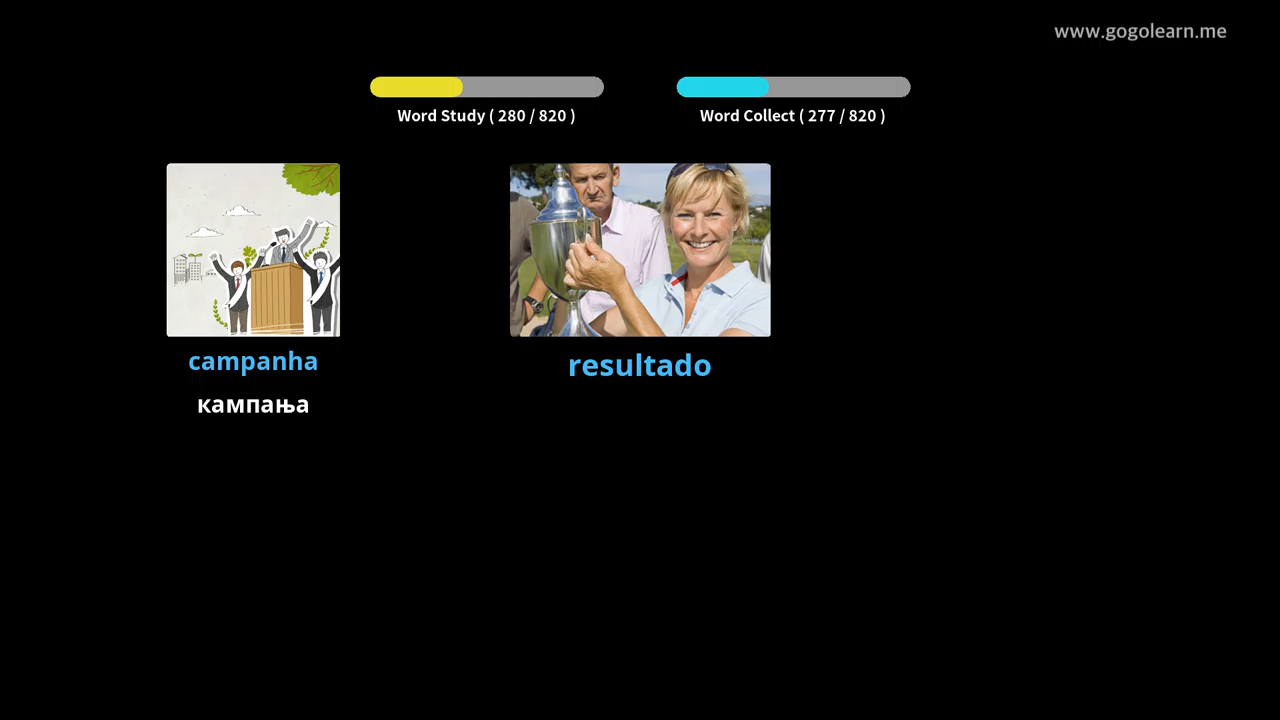 www.gogolearn.me
Word Study ( 280 / 820 )
Word Collect ( 277 / 820 )
campanha
кампања
resultado